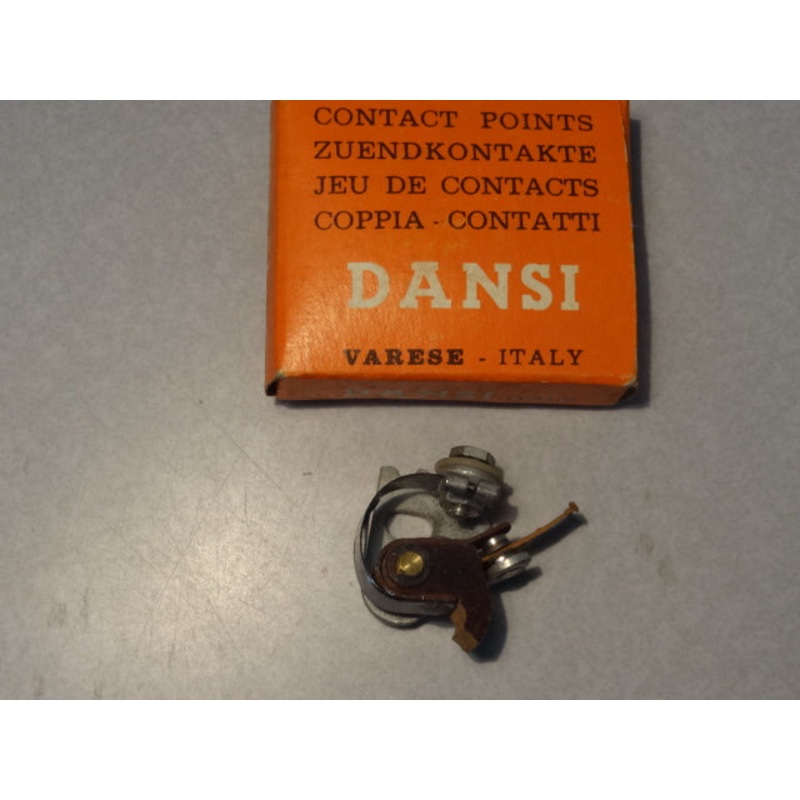 CONTACT POINTS
ZUENDKONTAKTE
JEU DE CONTACTS
COPPIA - CONTATTI
DANSI
VARESE - ITALY